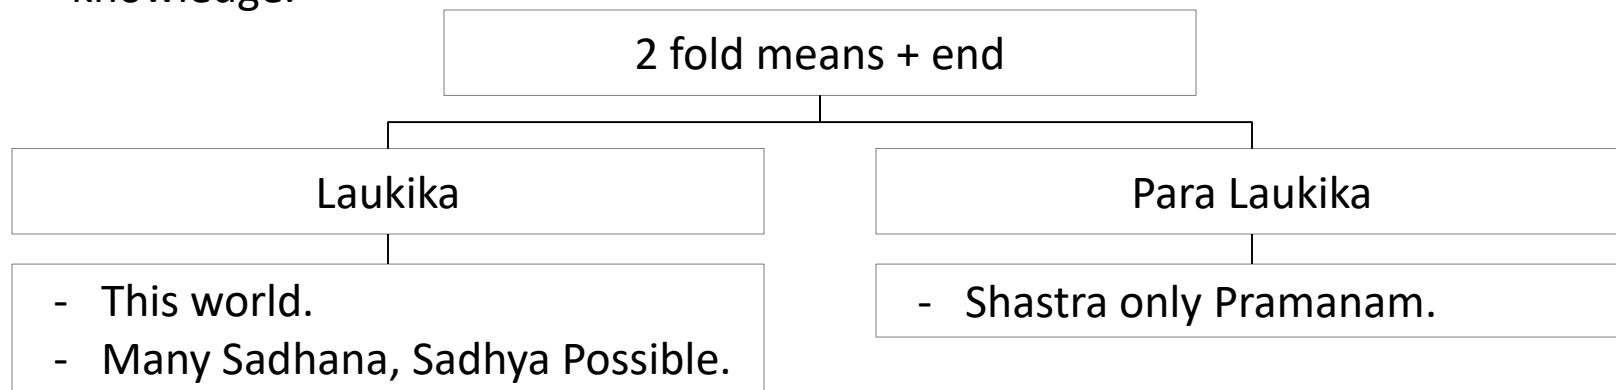 knowledge.
2 fold means + end
Laukika
Para Laukika
- This world.
- Many Sadhana, Sadhya Possible.
- Shastra only Pramanam.